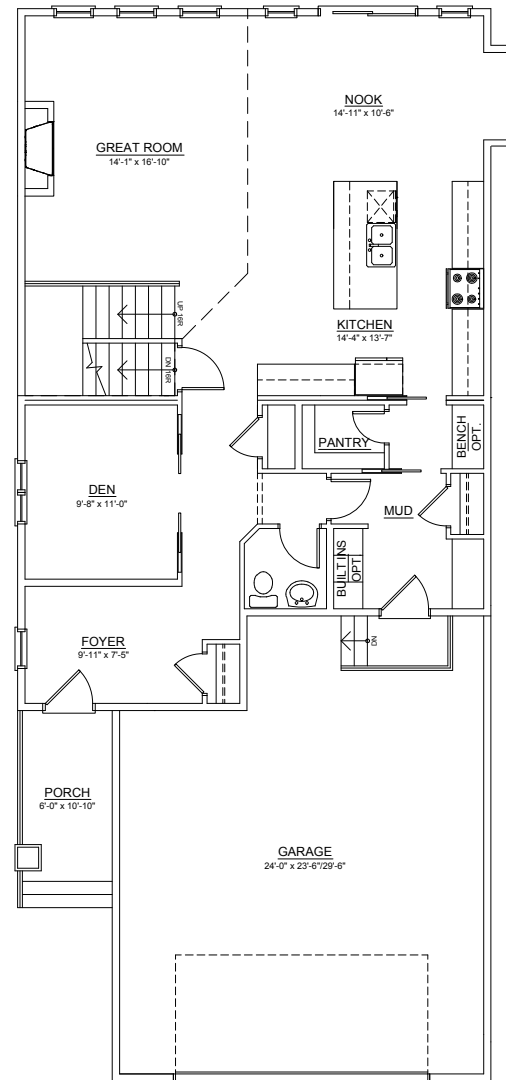 NOOK
14'-11" x 10'-6"
GREAT ROOM
14'-1" x 16'-10"
UP 16R
KITCHEN
14'-4" x 13'-7"
DN 16R
PANTRY
BENCH
OPT.
DEN
9'-8" x 11'-0"
MUD
BUILT INS
OPT
FOYER
9'-11" x 7'-5"
DN
PORCH
6'-0" x 10'-10"
GARAGE
24'-0" x 23'-6"/29'-6"